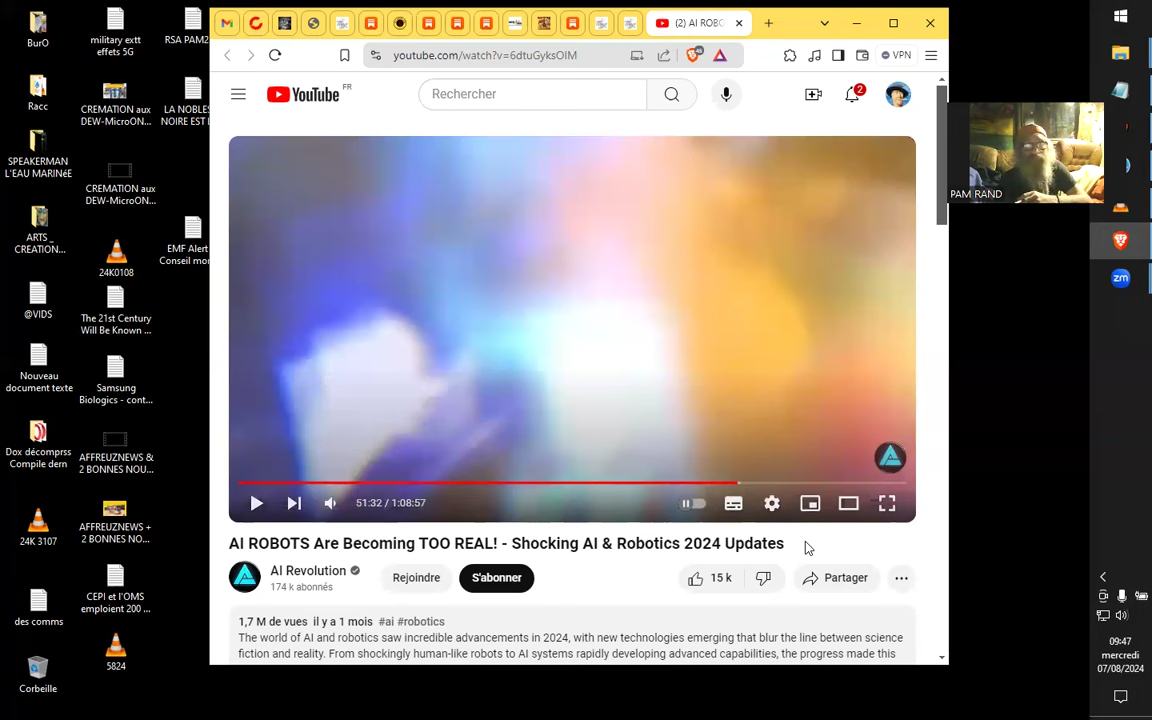 BurO
military extt
effets 5G
RSA PAM2
Racc
CREMATION aux
DEW-MicroON...
LA NOBLES
NOIRE EST I
SPEAKERMAN
L'EAU MARINéE
CREMATION aux
DEW-MicroON...
ARTS _
CREATION...
24K0108
EMF Alert
Conseil mor
@VIDS
The 21st Century
Will Be Known ...
Nouveau
document texte
Samsung
Biologics - cont...
Dox décomprss
Compile dern
AFFREUZNEWS &
2 BONNES NOU...
24K 3107
AFFREUZNEWS +
2 BONNES NO...
des comms
CEPI et l'OMS
emploient 200 ...
Corbeille
5824
(2) AI ROBO
youtube.com/watch?v=6dtuGyksOIM
VPN
YouTube FR
Rechercher
2
51:32 / 1:08:57
AI ROBOTS Are Becoming TOO REAL! - Shocking AI & Robotics 2024 Updates
AI Revolution
174 k abonnés
Rejoindre
S'abonner
15 k
Partager
1,7 M de vues il y a 1 mois #ai #robotics
The world of AI and robotics saw incredible advancements in 2024, with new technologies emerging that blur the line between science
fiction and reality. From shockingly human-like robots to AI systems rapidly developing advanced capabilities, the progress made this
PAM RAND
zm
09:47
mercredi
07/08/2024